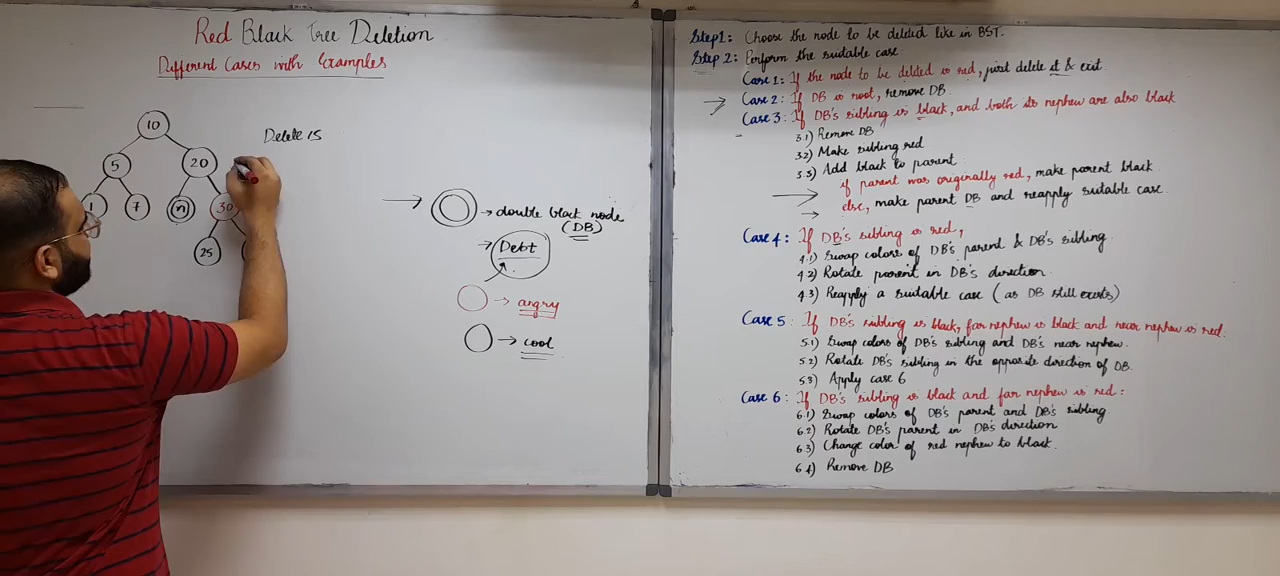 Red Black Tree Deletion
Different Cases with Examples
10
Delete 15
5
20
1
7
30
25
→ double black node
(DB)
→ Debt
→ angry
→ cool
Step1: Choose the node to be deleted like in BST.
Step 2: Perform the suitable case.
Case 1: If the node to be deleted is red, just delete it & exit
Case 2: If DB is root, remove DB.
Case 3: If DB's sibling is black, and both its nephew are also black
3.1) Remove DB
3.2) Make sibling red
3.3) Add black to parent.
if parent was originally red, make parent black
else, make parent DB and reapply suitable case.
Case 4: If DB's sibling is red,
4.1) Swap colors of DB's parent & DB's sibling
4.2) Rotate parent in DB's direction.
4.3) Reapply a suitable case (as DB still exists)
Case 5: If DB's sibling is black, far nephew is black and near nephew is red.
5.1) Swap colors of DB's sibling and DB's near nephew.
5.2) Rotate DB's sibling in the opposite direction of DB.
5.3) Apply case 6
Case 6: If DB's sibling is black and far nephew is red:
6.1) Swap colors of DB's parent and DB's sibling
6.2) Rotate DB's parent in DB's direction
6.3) Change color of red nephew to black.
6.4) Remove DB